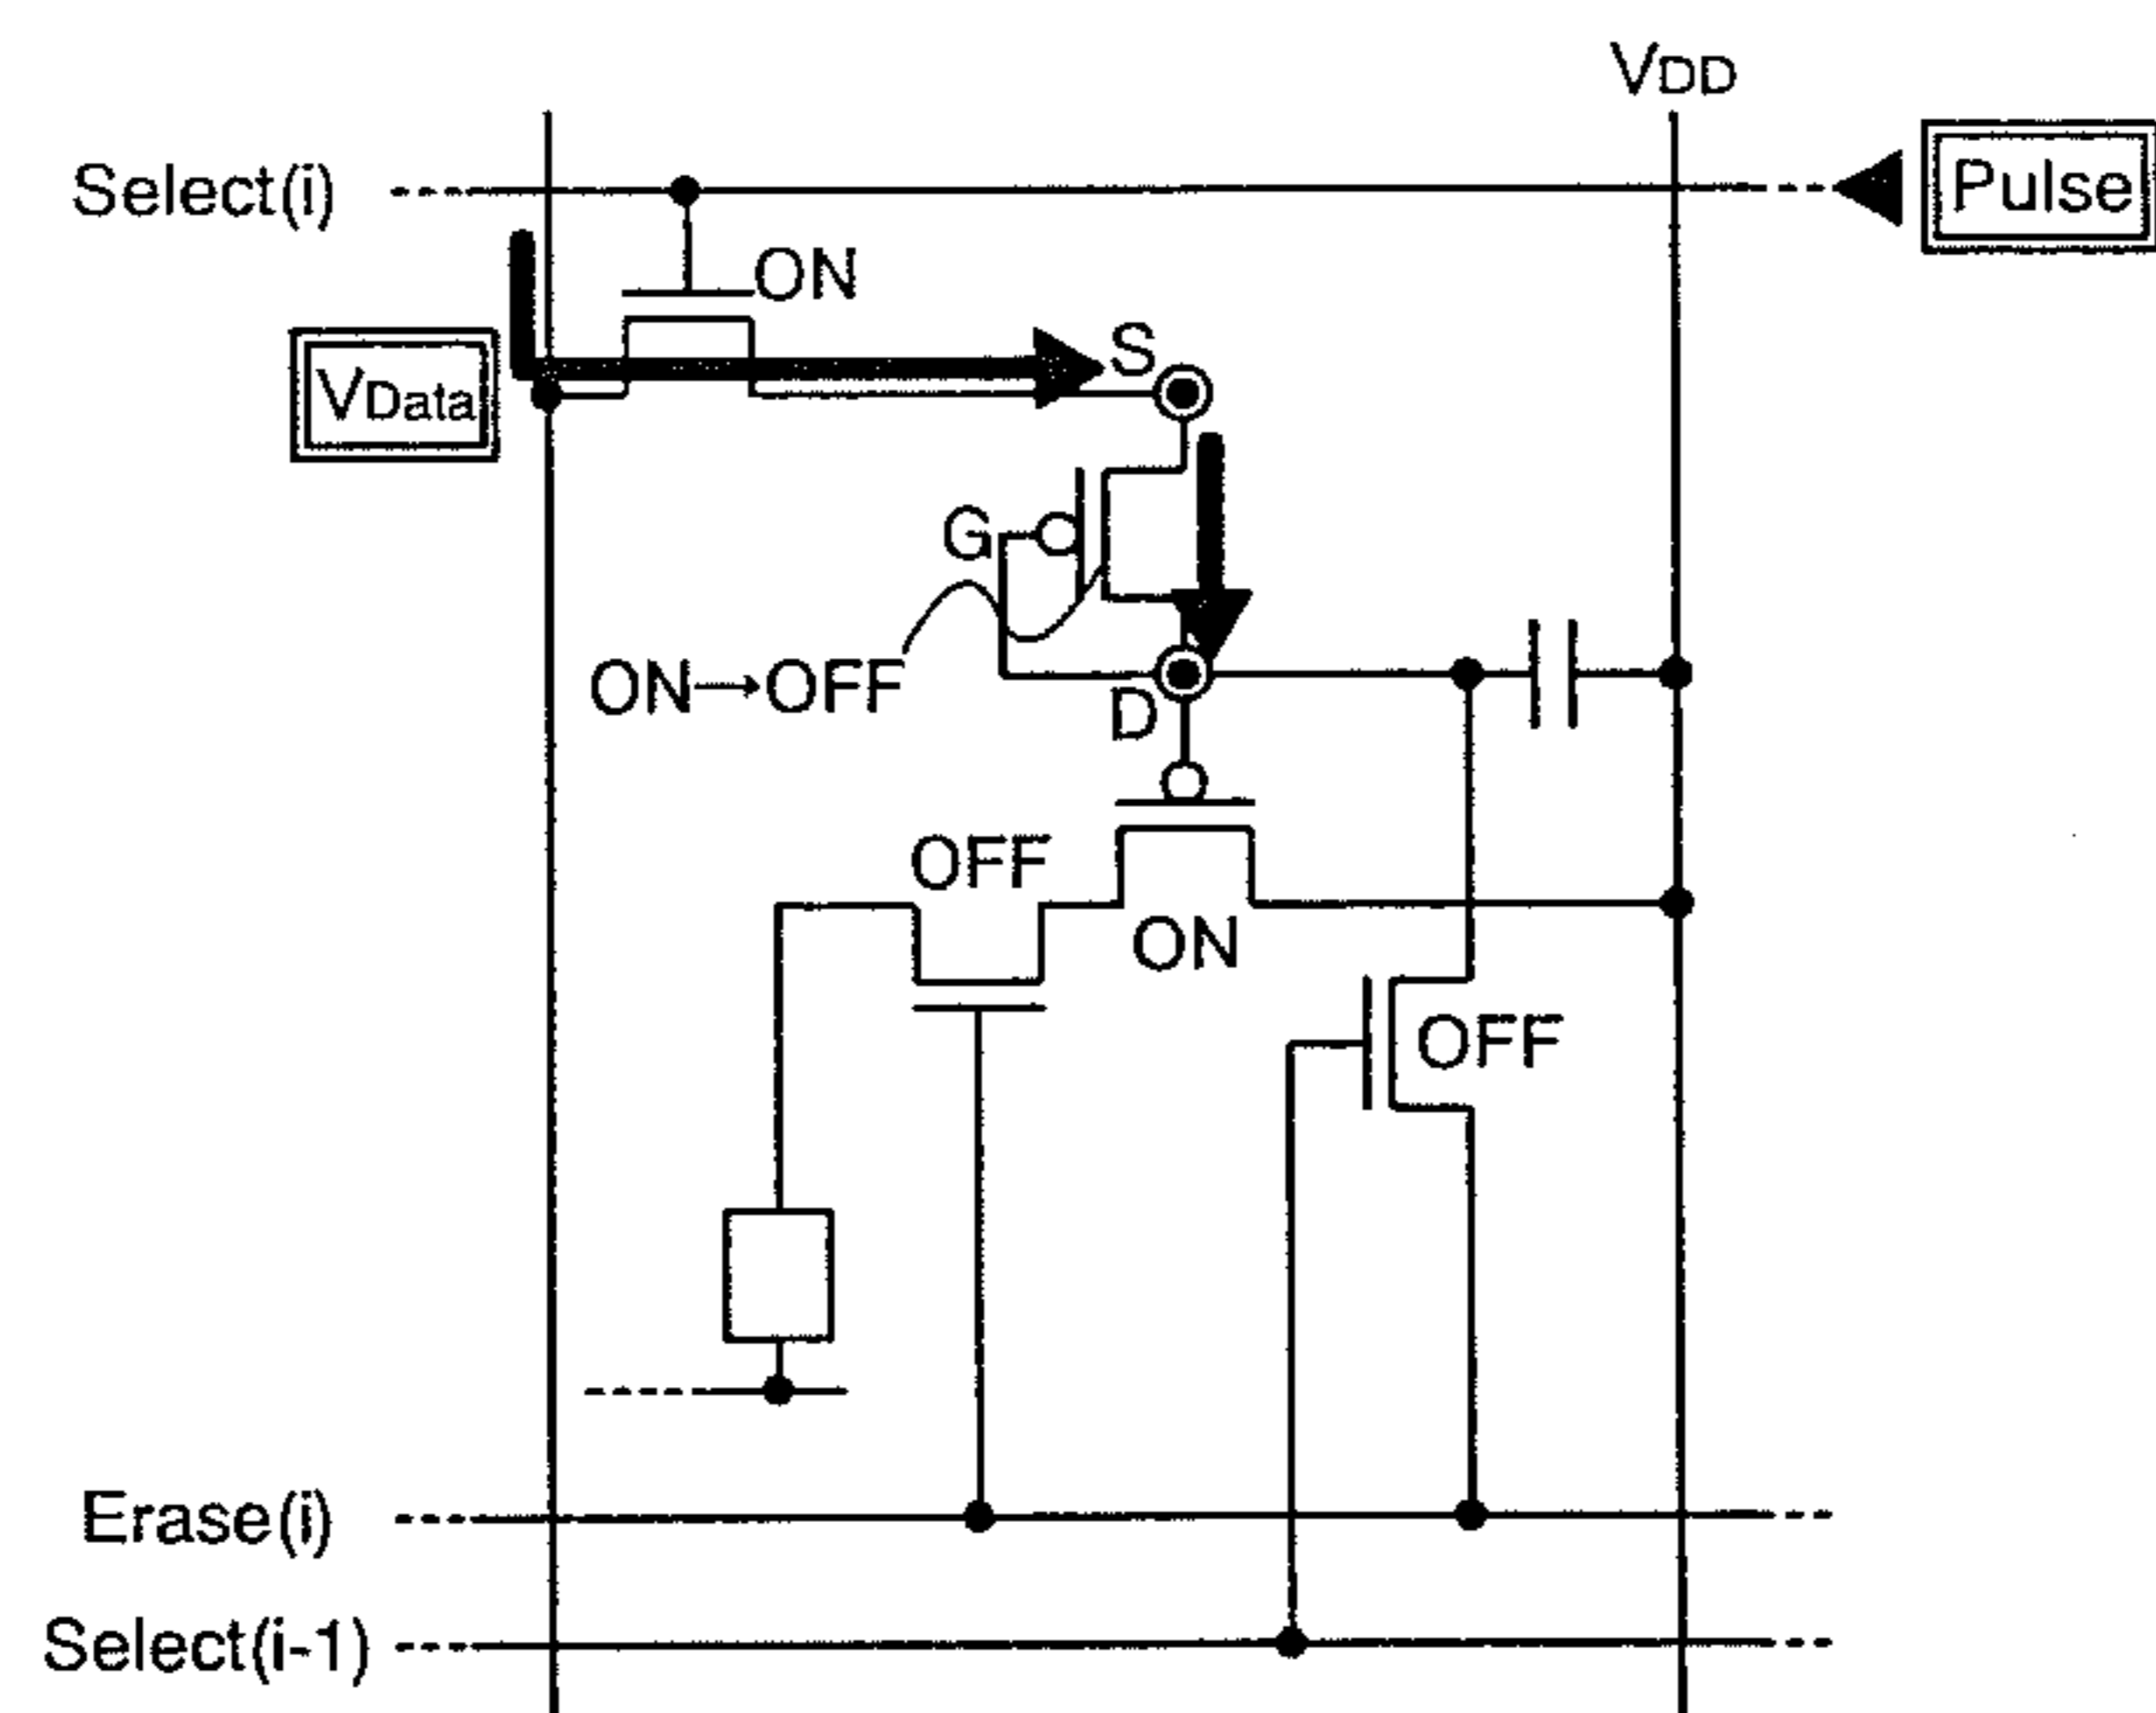 VDD
Select(i)
Pulse
ON
S
VData
G
ON→OFF
D
OFF
ON
OFF
Erase(i)
Select(i-1)